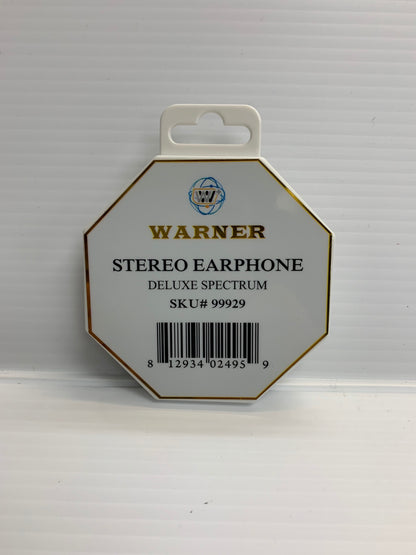 W
WARNER
STEREO EARPHONE
DELUXE SPECTRUM
SKU# 99929
8 12934 02495 9